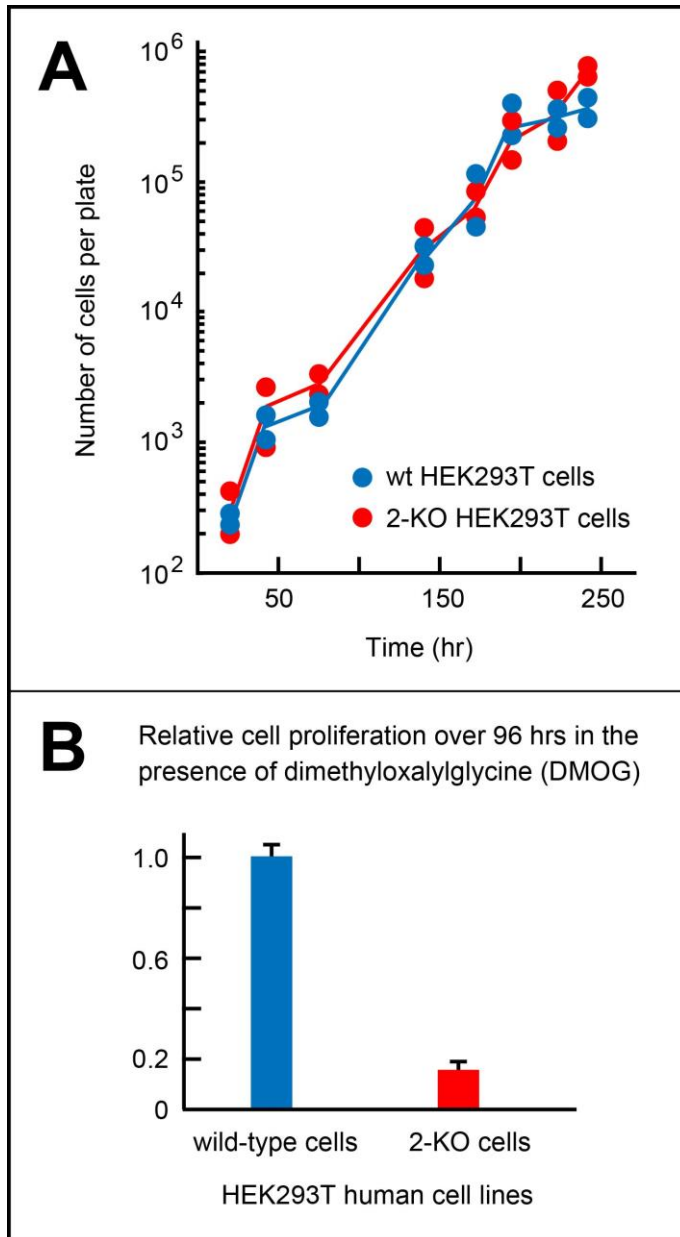 A
10^6
10^5
10^4
10^3
10^2
Number of cells per plate
wt HEK293T cells
2-KO HEK293T cells
50
150
250
Time (hr)
B
Relative cell proliferation over 96 hrs in the
presence of dimethyloxalylglycine (DMOG)
1.0
0.6
0.2
0
wild-type cells
2-KO cells
HEK293T human cell lines